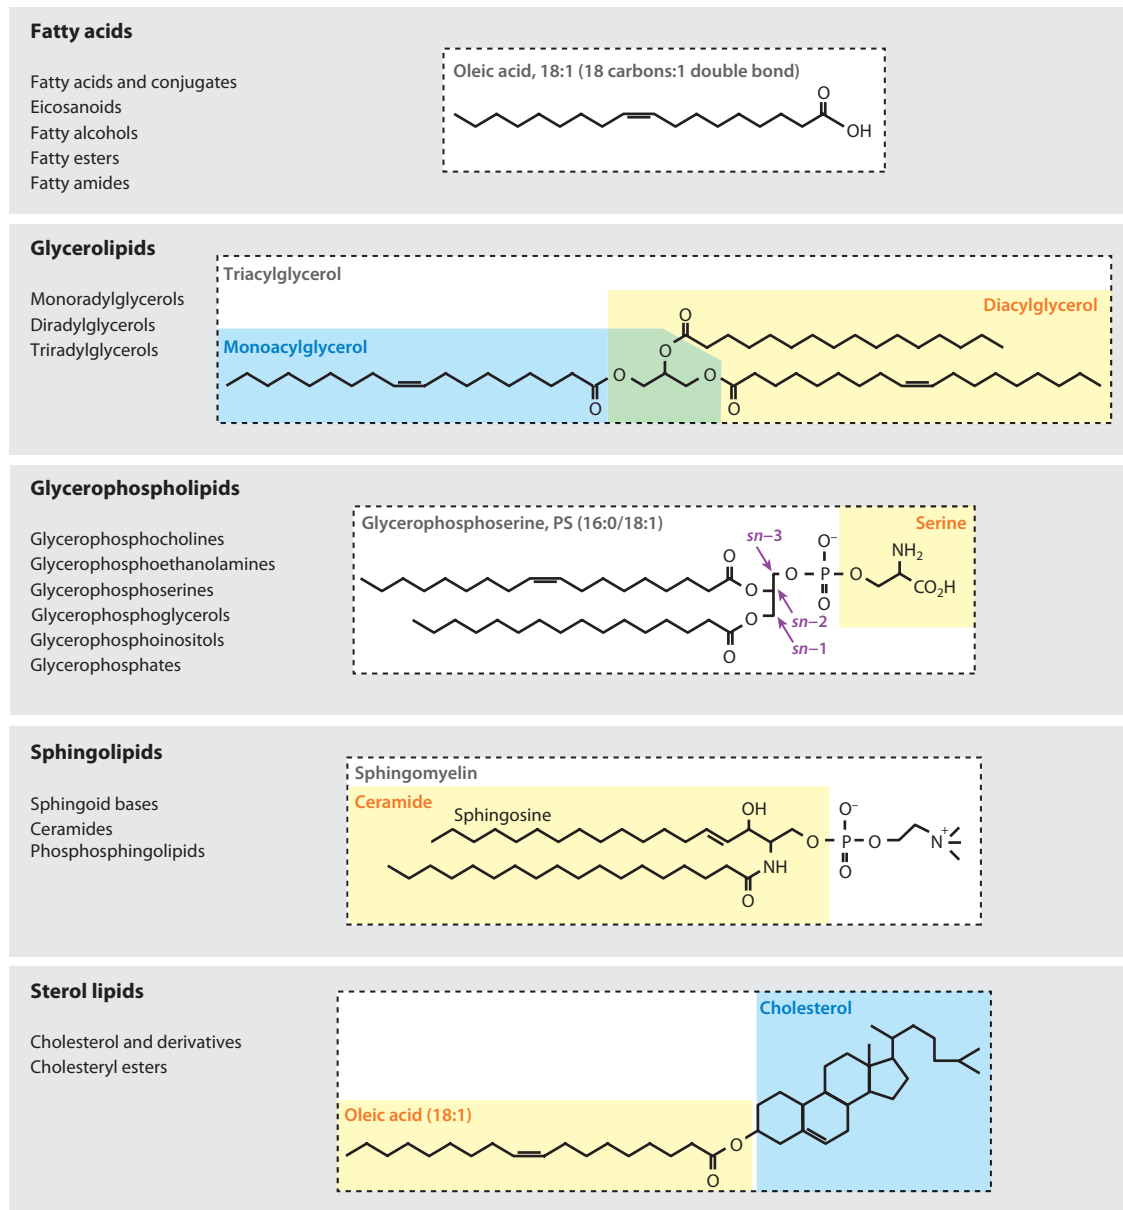 Fatty acids
Fatty acids and conjugates
Eicosanoids
Fatty alcohols
Fatty esters
Fatty amides
Oleic acid, 18:1 (18 carbons:1 double bond)
O
OH
Glycerolipids
Monoradylglycerols
Diradylglycerols
Triradylglycerols
Triacylglycerol
Diacylglycerol
Monoacylglycerol
O
O
O
O
O
O
Glycerophospholipids
Glycerophosphocholines
Glycerophosphoethanolamines
Glycerophosphoserines
Glycerophosphoglycerols
Glycerophosphoinositols
Glycerophosphates
Glycerophosphoserine, PS (16:0/18:1)
Serine
sn−3
O−
NH2
O
O
P
O
O
CO2H
O
O
sn−2
sn−1
O
Sphingolipids
Sphingoid bases
Ceramides
Phosphosphingolipids
Sphingomyelin
Ceramide
Sphingosine
OH
O−
O
P
O
N+
NH
O
O
Sterol lipids
Cholesterol and derivatives
Cholesteryl esters
Cholesterol
Oleic acid (18:1)
O
O